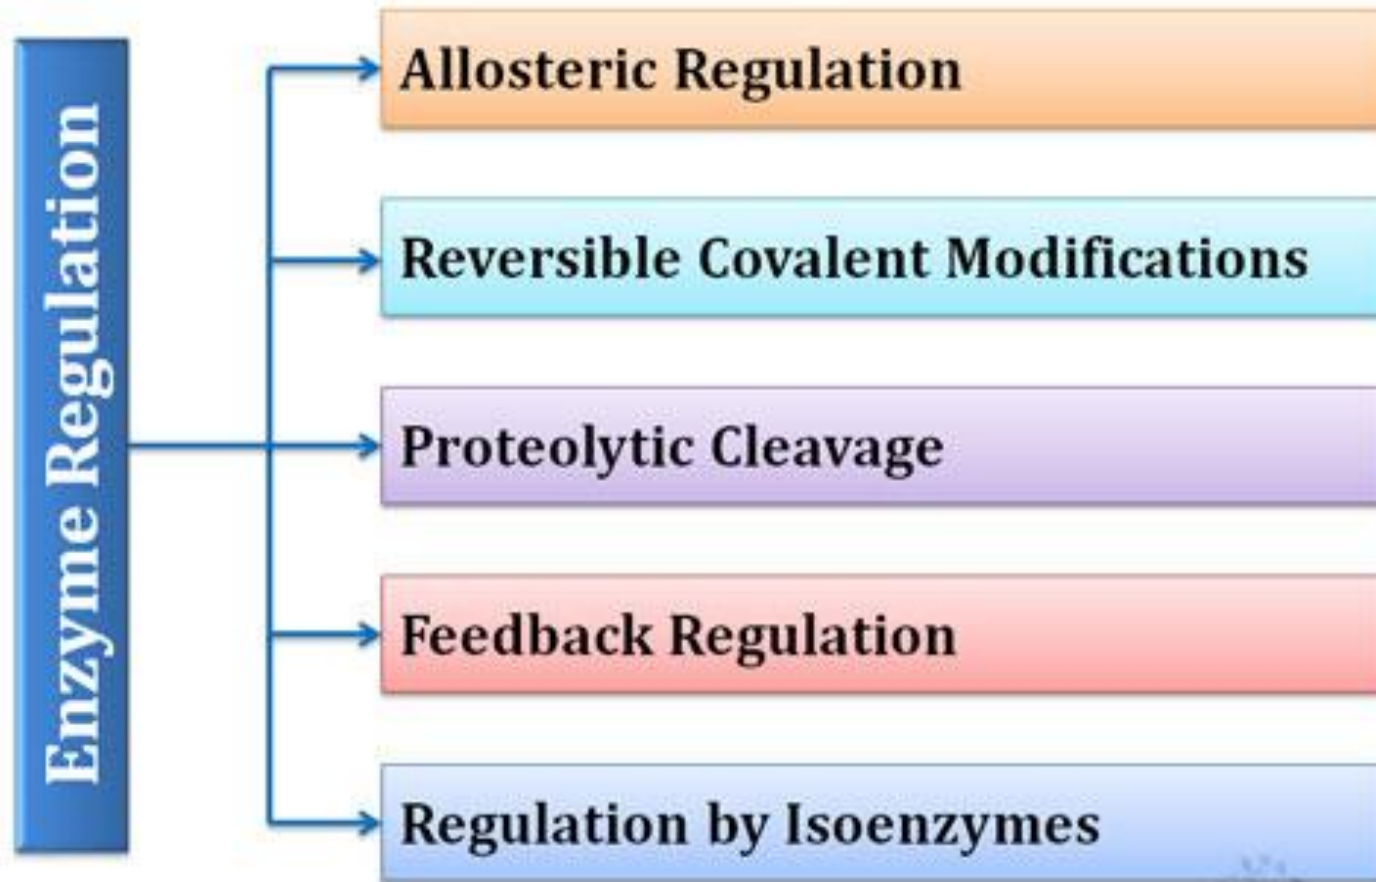 Enzyme Regulation
Allosteric Regulation
Reversible Covalent Modifications
Proteolytic Cleavage
Feedback Regulation
Regulation by Isoenzymes